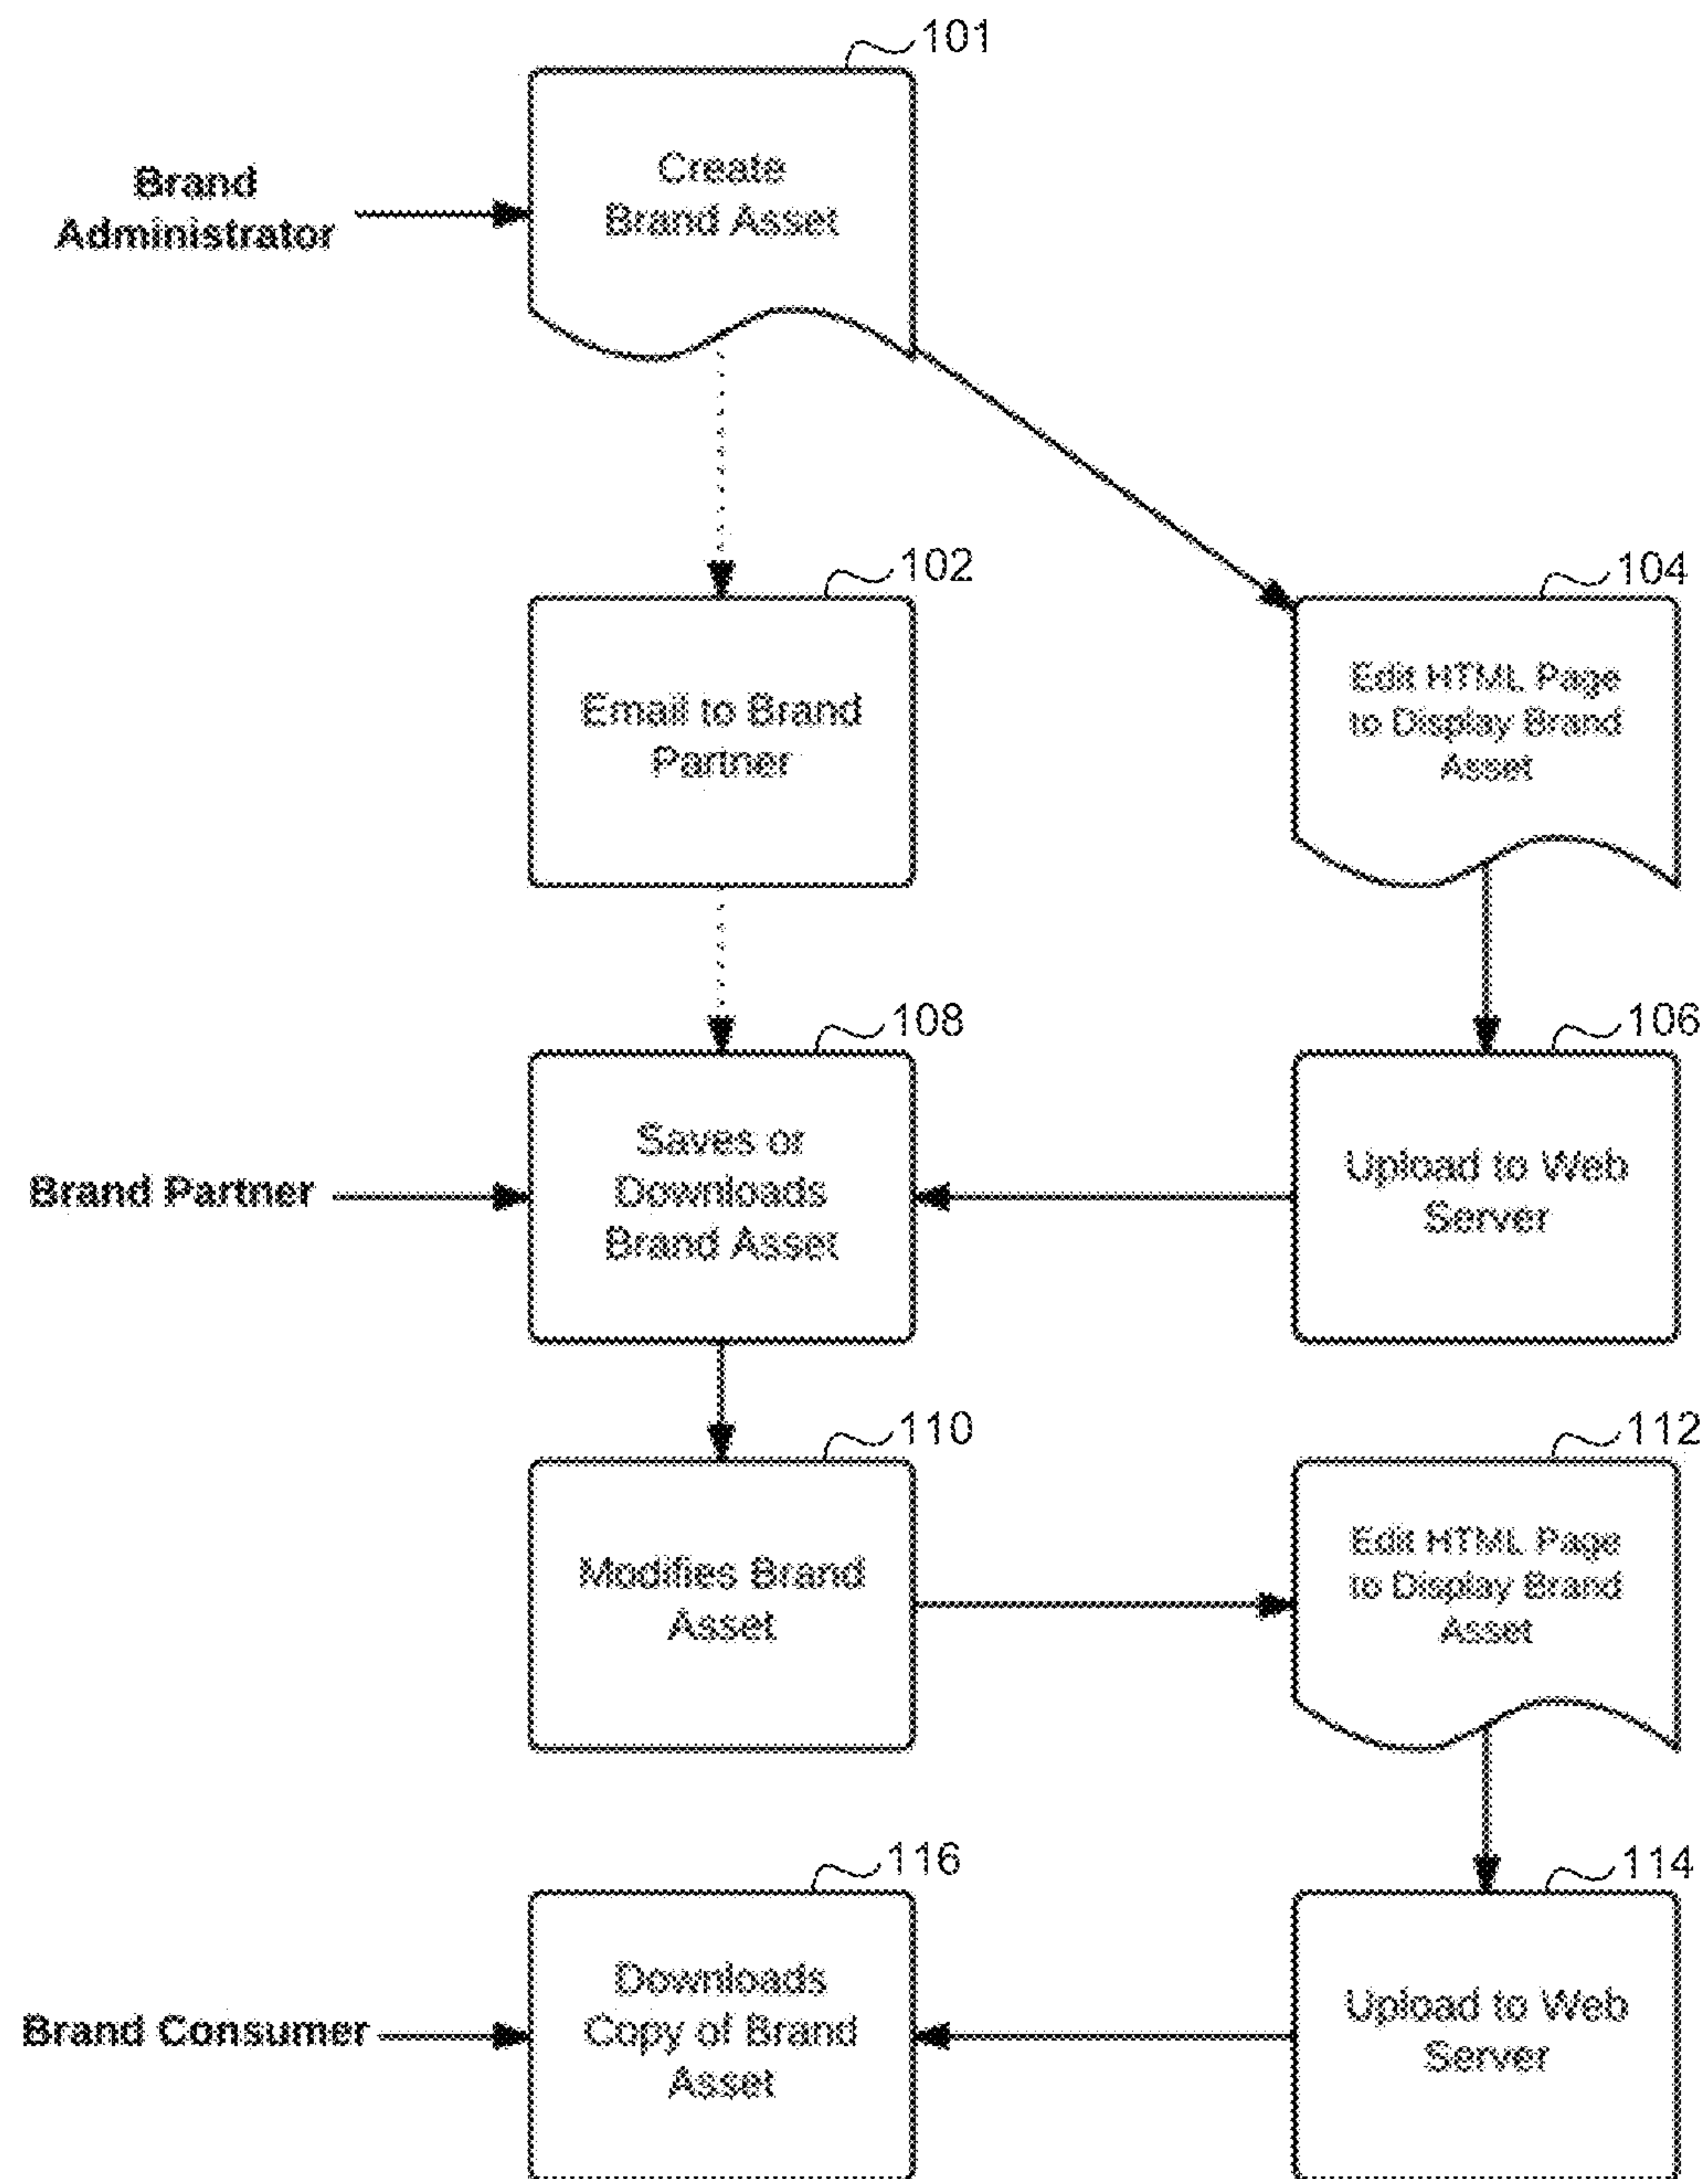 101
Create
Brand Asset
Brand
Administrator
102
Email to Brand
Partner
104
Edit HTML Page
to Display Brand
Asset
108
Saves or
Downloads
Brand Asset
Brand Partner
106
Upload to Web
Server
110
Modifies Brand
Asset
112
Edit HTML Page
to Display Brand
Asset
116
Downloads
Copy of Brand
Asset
Brand Consumer
114
Upload to Web
Server